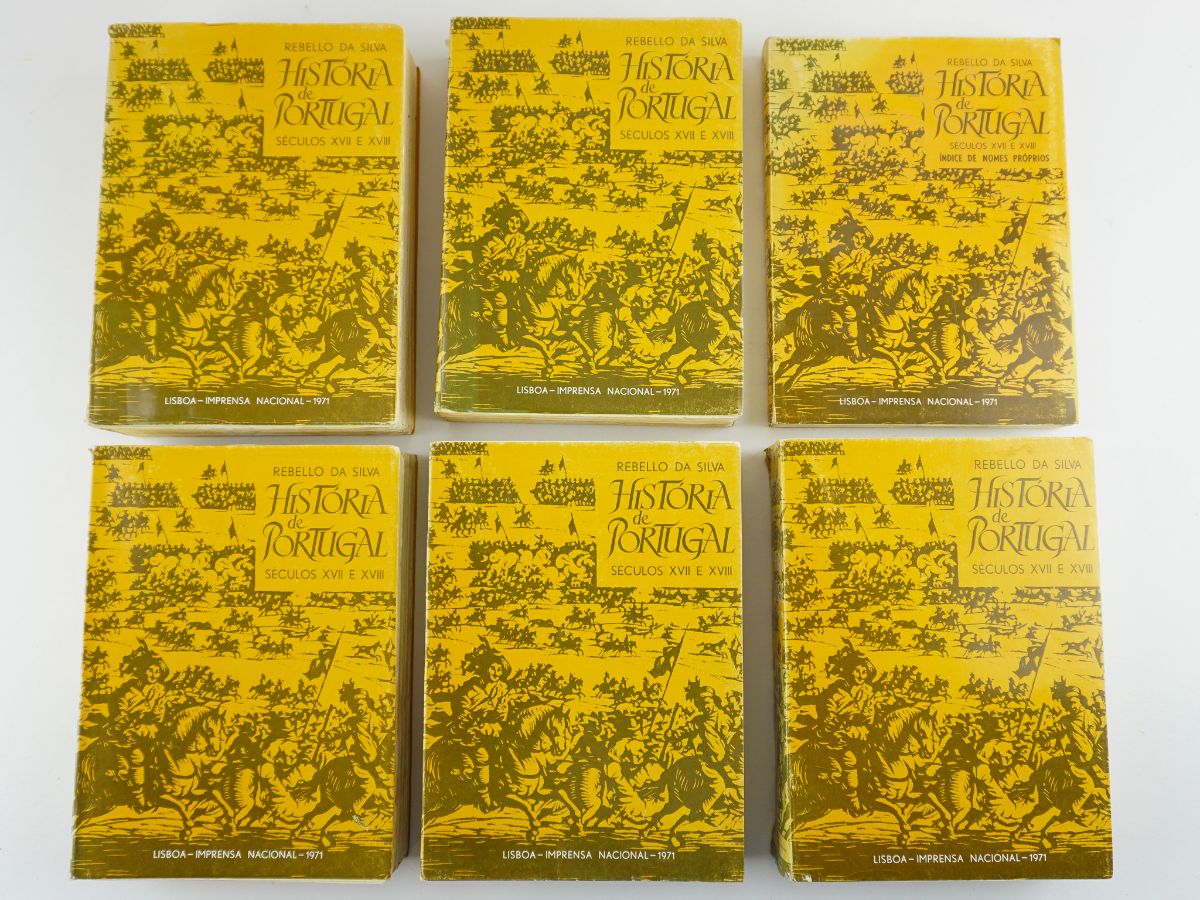 REBELLO DA SILVA
HISTÓRIA
de
PORTUGAL
SÉCULOS XVII E XVIII
LISBOA – IMPRENSA NACIONAL – 1971
REBELLO DA SILVA
HISTÓRIA
de
PORTUGAL
SÉCULOS XVII E XVIII
LISBOA – IMPRENSA NACIONAL – 1971
REBELLO DA SILVA
HISTÓRIA
de
PORTUGAL
SÉCULOS XVII E XVIII
ÍNDICE DE NOMES PRÓPRIOS
LISBOA – IMPRENSA NACIONAL – 1971
REBELLO DA SILVA
HISTÓRIA
de
PORTUGAL
SÉCULOS XVII E XVIII
LISBOA – IMPRENSA NACIONAL – 1971
REBELLO DA SILVA
HISTÓRIA
de
PORTUGAL
SÉCULOS XVII E XVIII
LISBOA – IMPRENSA NACIONAL – 1971
REBELLO DA SILVA
HISTÓRIA
de
PORTUGAL
SÉCULOS XVII E XVIII
LISBOA – IMPRENSA NACIONAL – 1971